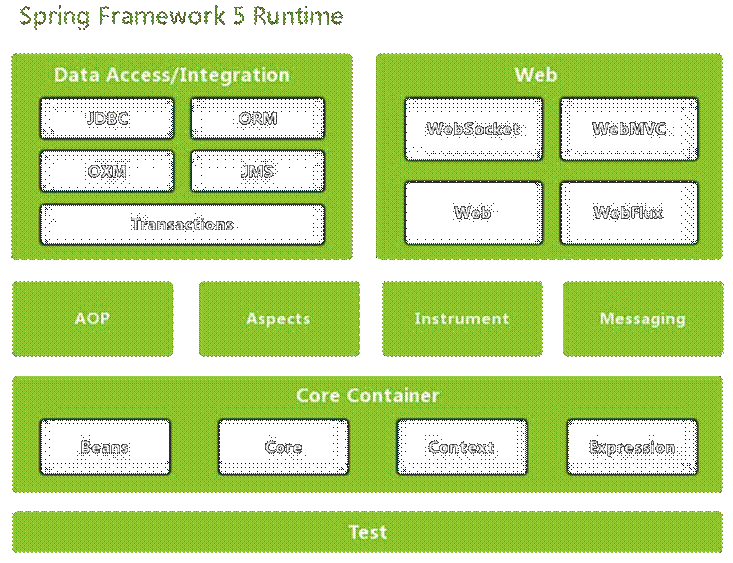 Spring Framework 5 Runtime
Data Access/Integration
JDBC
ORM
OXM
JMS
Transactions
Web
WebSocket
WebMVC
Web
WebFlux
AOP
Aspects
Instrument
Messaging
Core Container
Beans
Core
Context
Expression
Test